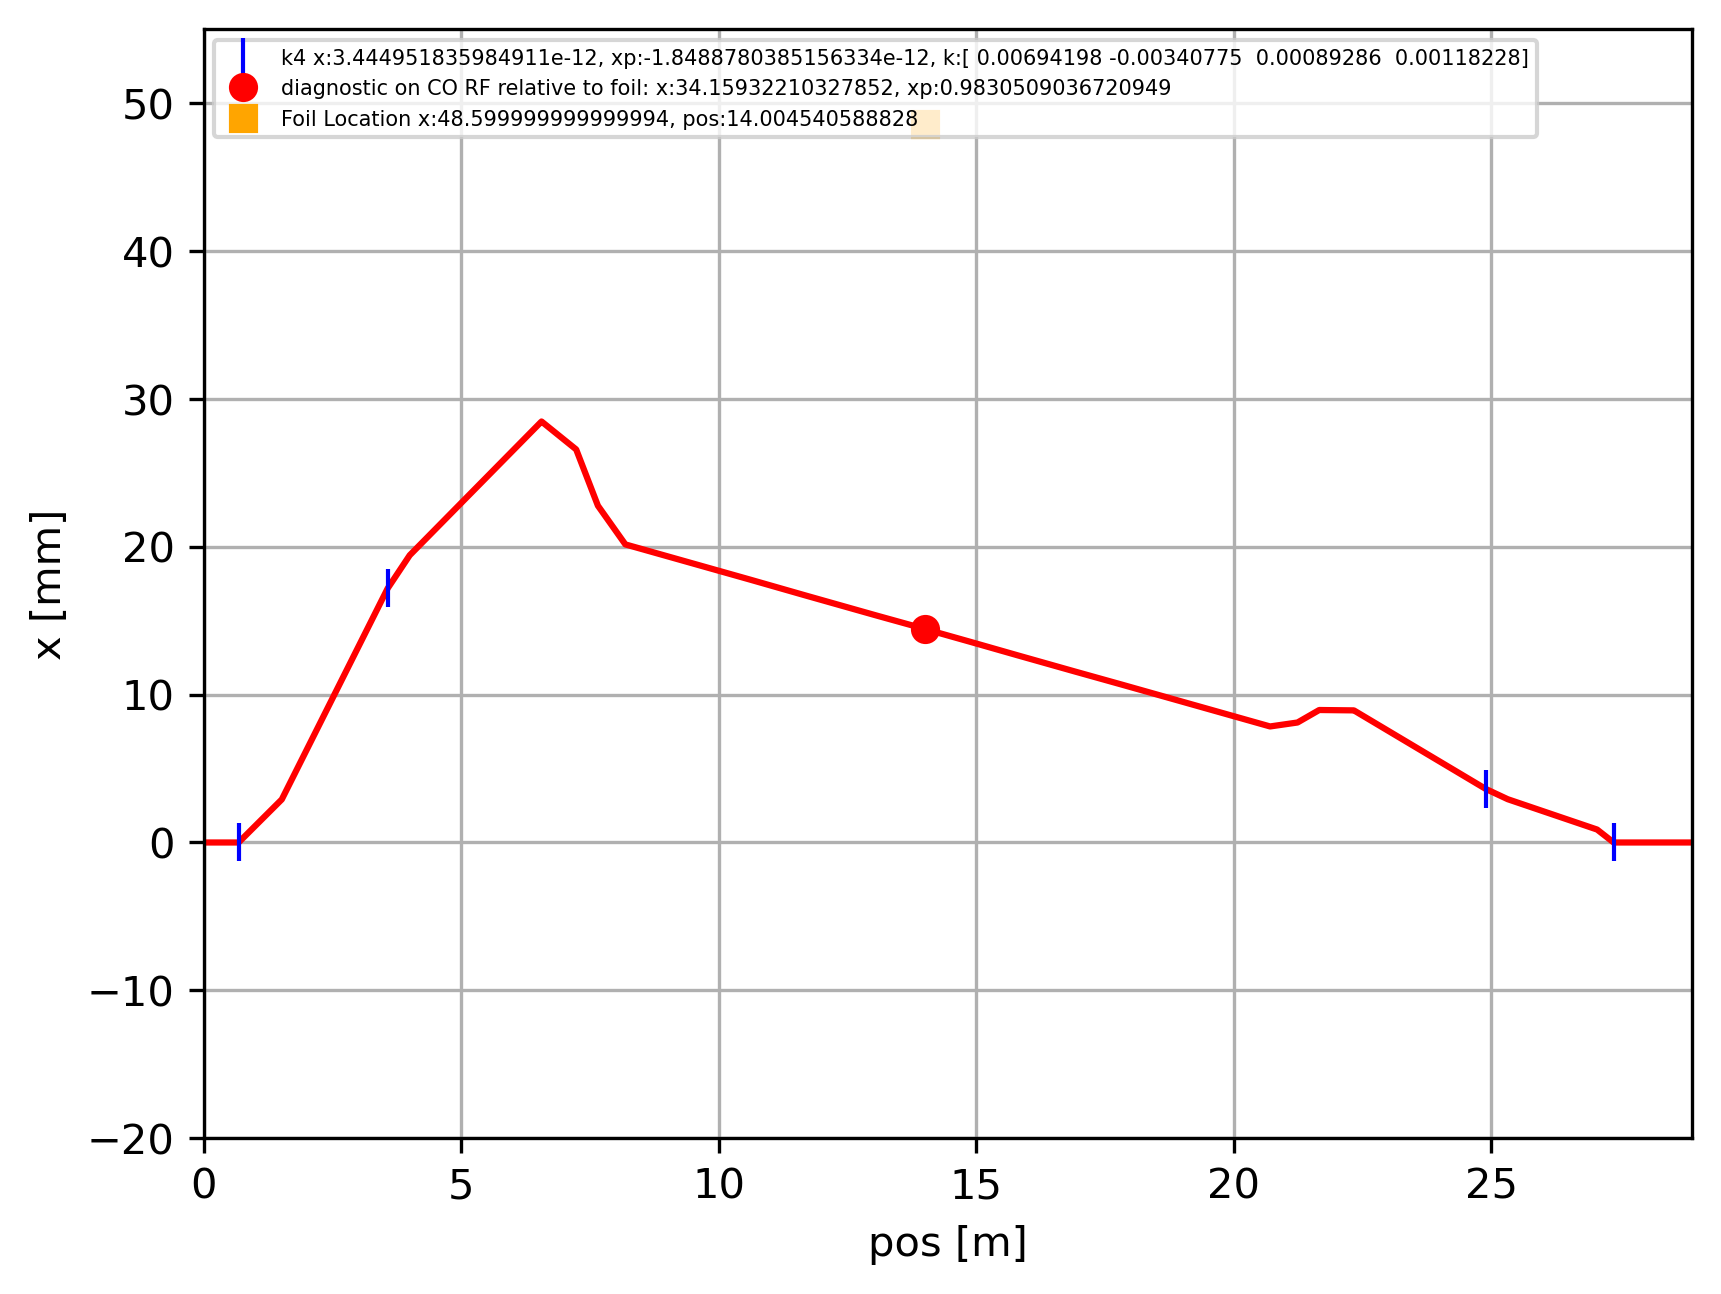 k4 x:3.444951835984911e-12, xp:-1.8488780385156334e-12, k:[ 0.00694198 -0.00340775  0.00089286  0.00118228]
diagnostic on CO RF relative to foil: x:34.15932210327852, xp:0.9830509036720949
Foil Location x:48.599999999999994, pos:14.004540588828
50
40
30
20
10
0
−10
−20
x [mm]
0 5 10 15 20 25
pos [m]